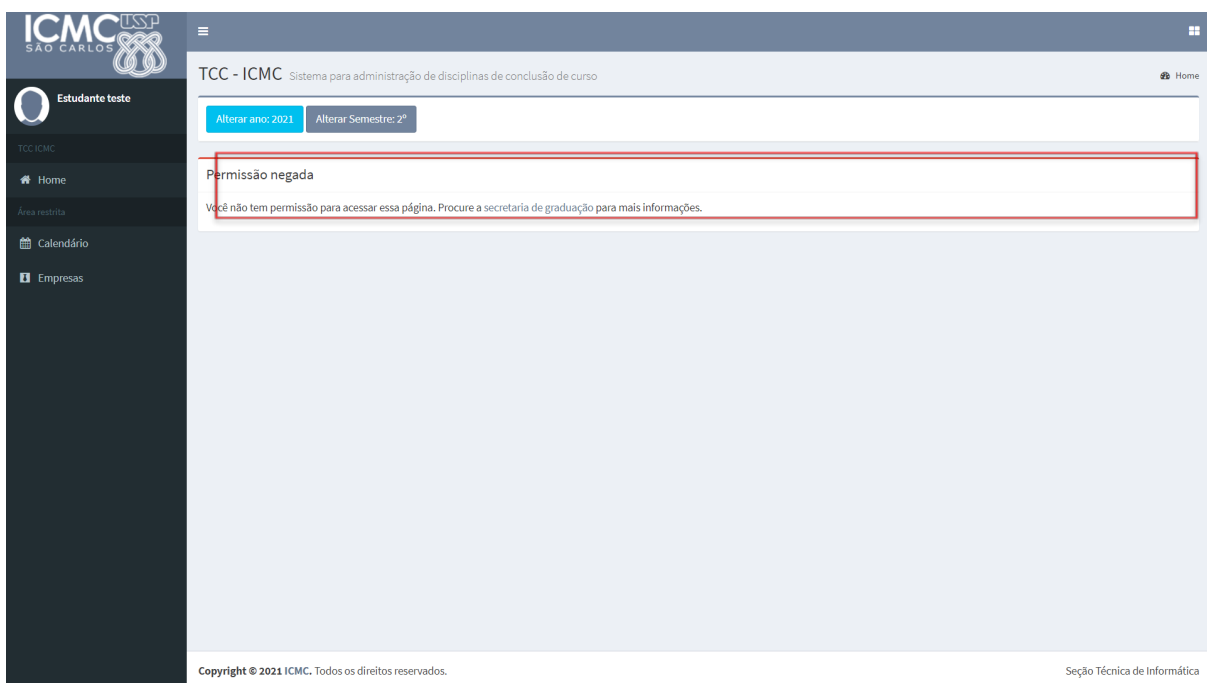 ICMC USP
SÃO CARLOS
TCC - ICMC Sistema para administração de disciplinas de conclusão de curso
Home
Estudante teste
Alterar ano: 2021
Alterar Semestre: 2º
TCC ICMC
Home
Área restrita
Calendário
Empresas
Permissão negada
Você não tem permissão para acessar essa página. Procure a secretaria de graduação para mais informações.
Copyright © 2021 ICMC. Todos os direitos reservados.
Seção Técnica de Informática